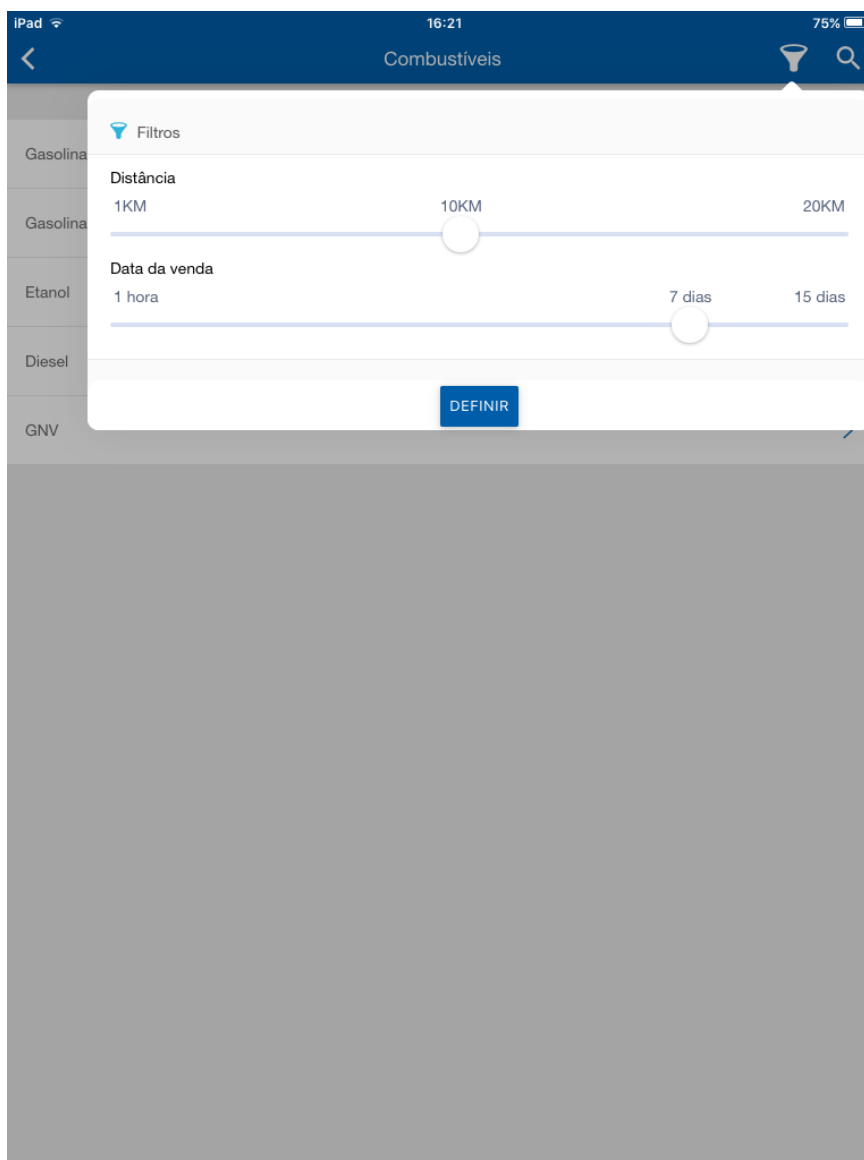 iPad 16:21 75%
Combustíveis
Filtros
Gasolina
Distância
1KM 10KM 20KM
Gasolina
Data da venda
1 hora 7 dias 15 dias
Etanol
Diesel
DEFINIR
GNV